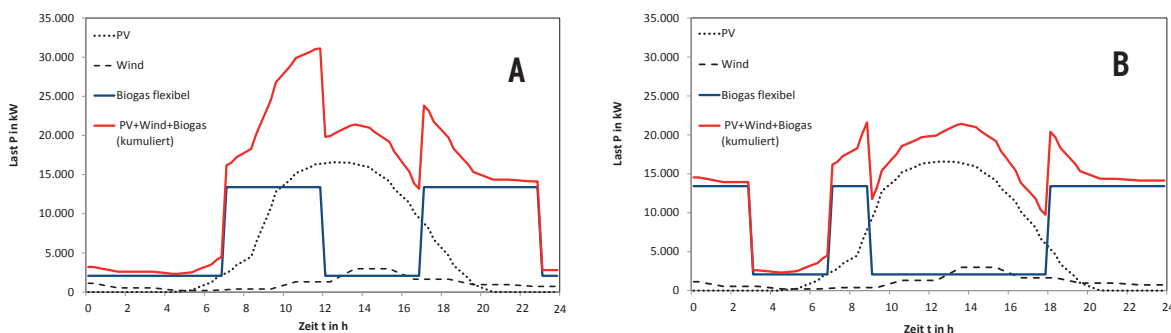 35.000
30.000
25.000
20.000
15.000
10.000
5.000
0
Last P in kW
PV
Wind
Biogas flexibel
PV+Wind+Biogas
(kumuliert)
A
0 2 4 6 8 10 12 14 16 18 20 22 24
Zeit t in h
35.000
30.000
25.000
20.000
15.000
10.000
5.000
0
Last P in kW
PV
Wind
Biogas flexibel
PV+Wind+Biogas
(kumuliert)
B
0 2 4 6 8 10 12 14 16 18 20 22 24
Zeit t in h